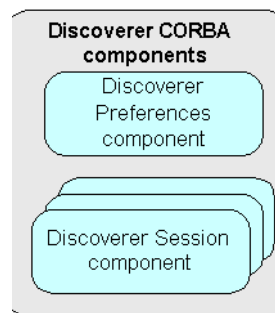 Discoverer CORBA
components
Discoverer
Preferences
component
Discoverer Session
component